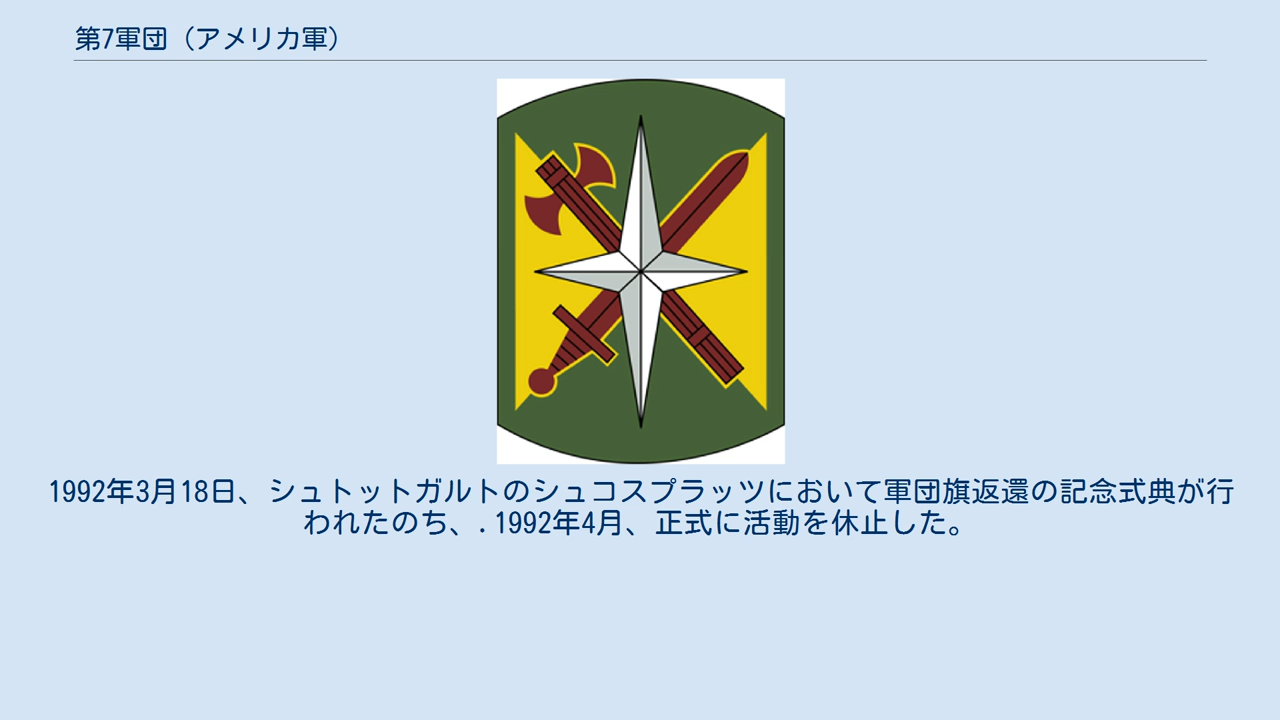 第7軍団（アメリカ軍）
1992年3月18日、シュトットガルトのシュコスプラッツにおいて軍団旗返還の記念式典が行
われたのち、. 1992年4月、正式に活動を休止した。